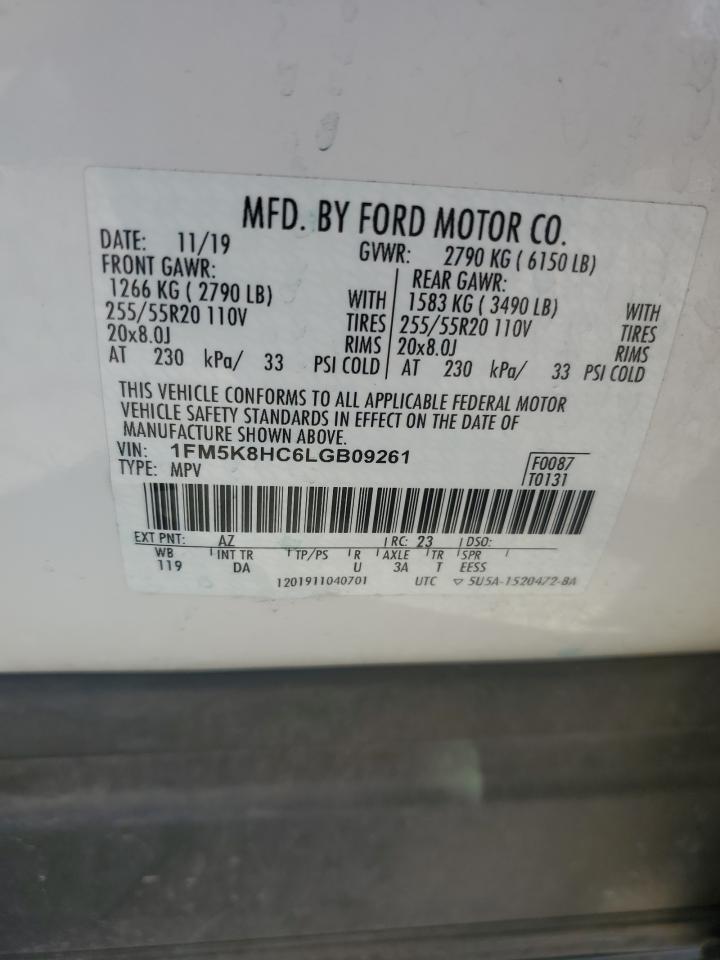 MFD. BY FORD MOTOR CO.
DATE: 11/19 GVWR: 2790 KG ( 6150 LB)
FRONT GAWR: REAR GAWR:
1266 KG ( 2790 LB) WITH 1583 KG ( 3490 LB) WITH
255/55R20 110V TIRES 255/55R20 110V TIRES
20x8.0J RIMS 20x8.0J RIMS
AT 230 kPa/ 33 PSI COLD AT 230 kPa/ 33 PSI COLD
THIS VEHICLE CONFORMS TO ALL APPLICABLE FEDERAL MOTOR
VEHICLE SAFETY STANDARDS IN EFFECT ON THE DATE OF
MANUFACTURE SHOWN ABOVE.
VIN: 1FM5K8HC6LGB09261
TYPE: MPV F0087
T0131
EXT PNT: AZ RC: 23 DSO:
WB INT TR TP/PS R AXLE TR SPR
119 DA U 3A T EESS
1201911040701 UTC ▽ 5U5A-1520472-BA